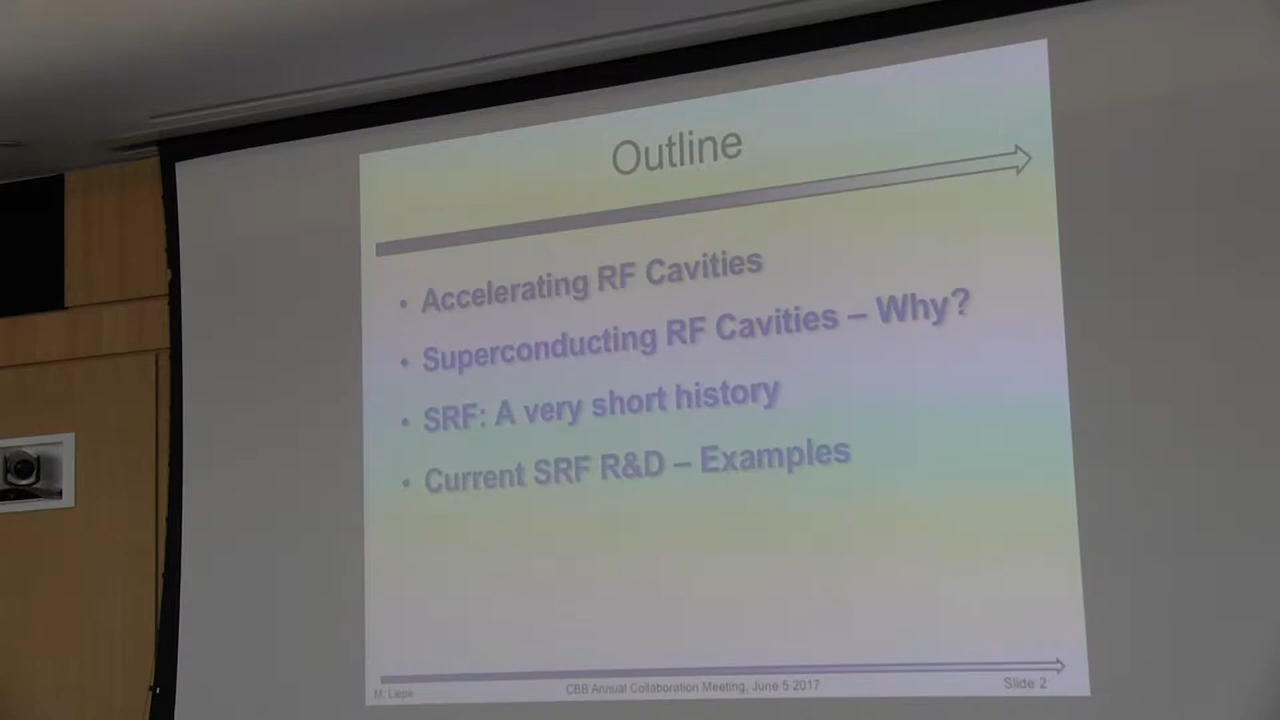 Outline
• Accelerating RF Cavities
• Superconducting RF Cavities – Why?
• SRF: A very short history
• Current SRF R&D – Examples
M. Liepe
CBB Annual Collaboration Meeting, June 5 2017
Slide 2